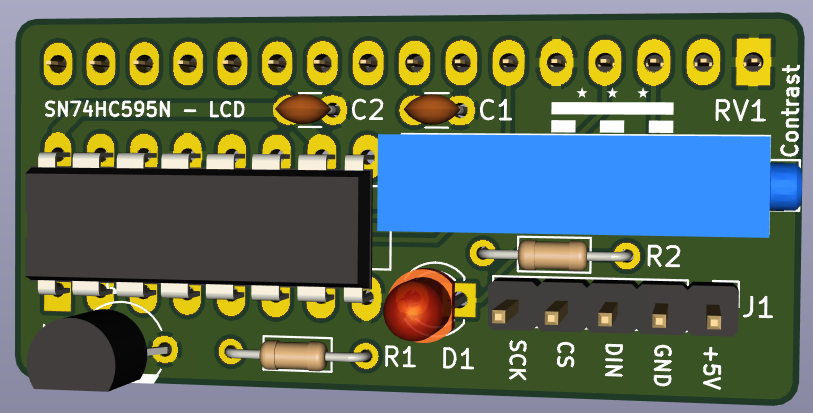 SN74HC595N – LCD
C2
C1
RV1
Contrast
R2
J1
R1
D1
SCK
CS
DIN
GND
+5V